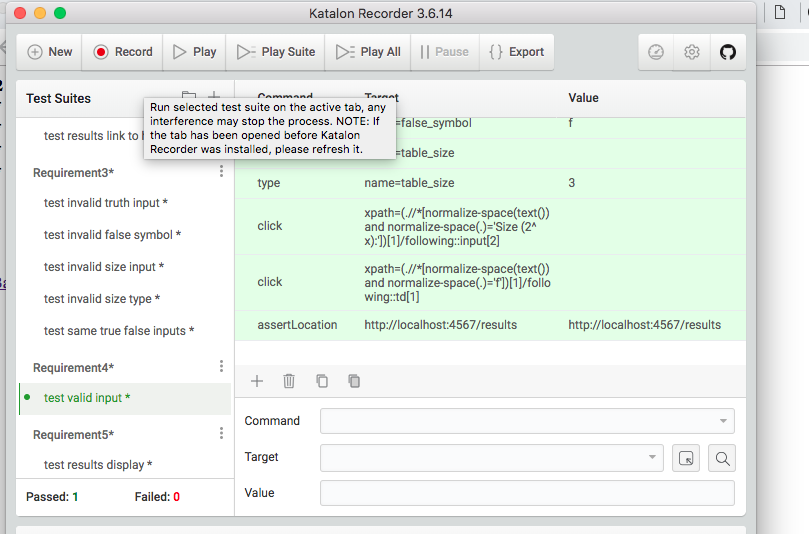 Katalon Recorder 3.6.14
New Record Play Play Suite Play All Pause Export
Test Suites
Run selected test suite on the active tab, any
interference may stop the process. NOTE: If
the tab has been opened before Katalon
Recorder was installed, please refresh it.
test results link to
Requirement3*
test invalid truth input *
test invalid false symbol *
test invalid size input *
test invalid size type *
test same true false inputs *
Requirement4*
test valid input *
Requirement5*
test results display *
Passed: 1 Failed: 0
Command Target Value
=false_symbol f
=table_size
type name=table_size 3
click
xpath=(.//*[normalize-space(text())
and normalize-space(.)='Size (2^
x):'])[1]/following::input[2]
click
xpath=(.//*[normalize-space(text())
and normalize-space(.)='f'])[1]/follo
wing::td[1]
assertLocation http://localhost:4567/results http://localhost:4567/results
Command
Target
Value